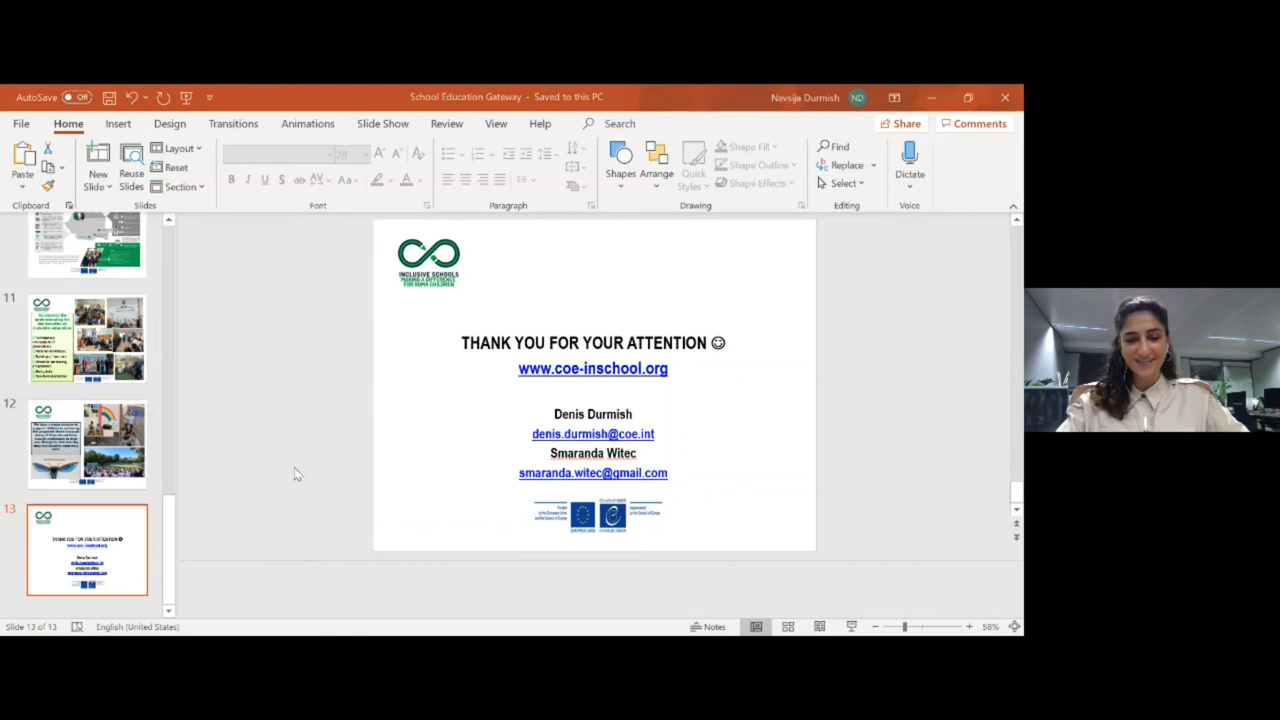 AutoSave Off
School Education Gateway - Saved to this PC
Nevsija Durmish ND
File Home Insert Design Transitions Animations Slide Show Review View Help Search
Share Comments
Paste
Clipboard
New Slide
Reuse Slides
Layout
Reset
Section
Slides
28
B I U S ab AV Aa A
Font
Paragraph
Shapes
Arrange
Quick Styles
Shape Fill
Shape Outline
Shape Effects
Drawing
Find
Replace
Select
Editing
Dictate
Voice
11
12
13
INCLUSIVE SCHOOLS
MAKING A DIFFERENCE
FOR ROMA CHILDREN
THANK YOU FOR YOUR ATTENTION ☺
www.coe-inschool.org
Denis Durmish
denis.durmish@coe.int
Smaranda Witec
smaranda.witec@gmail.com
Slide 13 of 13 English (United States)
Notes
58%